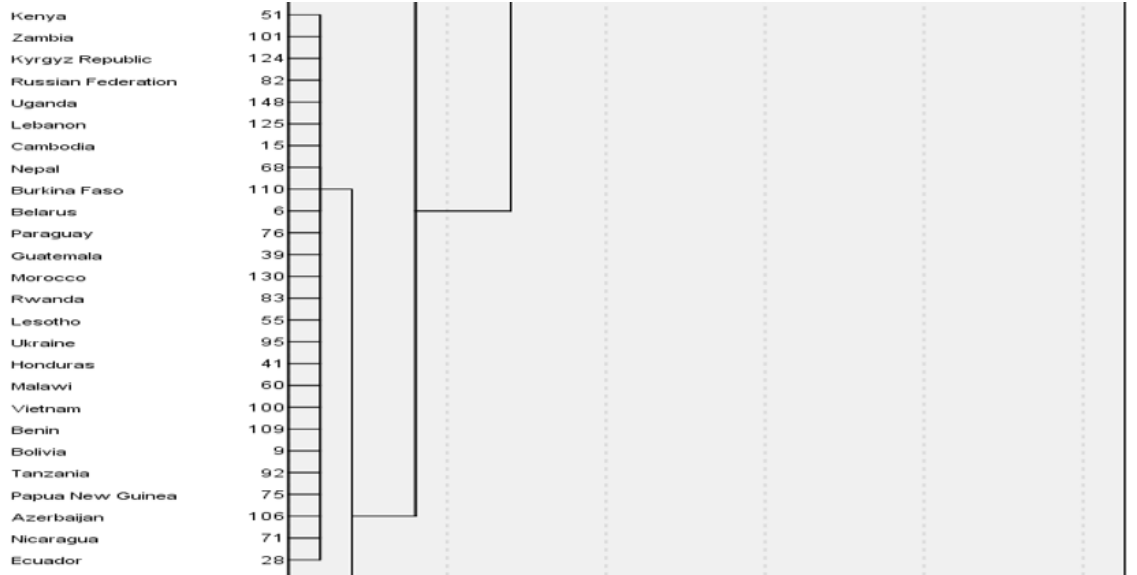 Kenya 51
Zambia 101
Kyrgyz Republic 124
Russian Federation 82
Uganda 148
Lebanon 125
Cambodia 15
Nepal 68
Burkina Faso 110
Belarus 6
Paraguay 76
Guatemala 39
Morocco 130
Rwanda 83
Lesotho 55
Ukraine 95
Honduras 41
Malawi 60
Vietnam 100
Benin 109
Bolivia 9
Tanzania 92
Papua New Guinea 75
Azerbaijan 106
Nicaragua 71
Ecuador 28